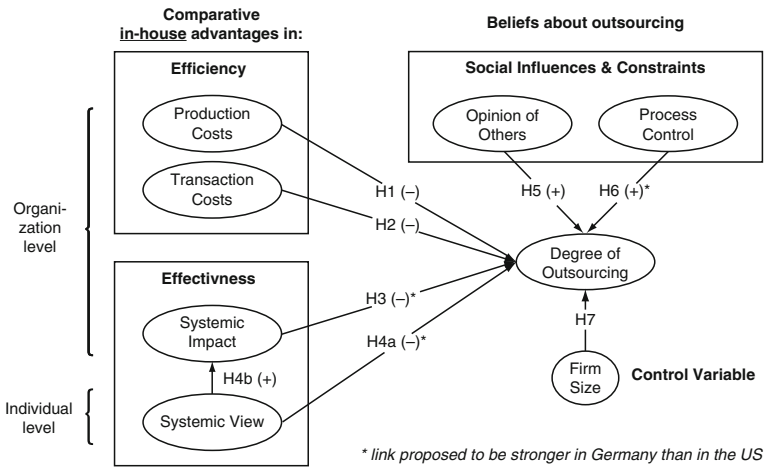 Comparative
in-house advantages in:
Beliefs about outsourcing
Efficiency
Production
Costs
Transaction
Costs
Social Influences & Constraints
Opinion of
Others
Process
Control
H1 (–)
H2 (–)
H5 (+)
H6 (+)*
Organi-
zation
level
Degree of
Outsourcing
Effectivness
Systemic
Impact
H3 (–)*
H4a (–)*
H7
H4b (+)
Firm
Size
Control Variable
Individual
level
Systemic View
* link proposed to be stronger in Germany than in the US